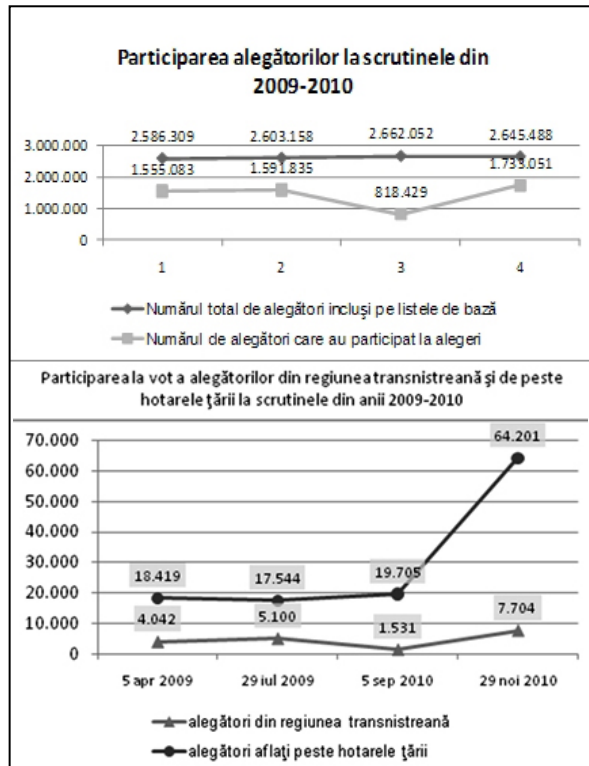 Participarea alegătorilor la scrutinele din
2009-2010
2.586.309 2.603.158 2.662.052 2.645.488
3.000.000
1.555.083 1.591.835 818.429 1.733.051
2.000.000
1.000.000
0
1 2 3 4
Numărul total de alegători incluşi pe listele de bază
Numărul de alegători care au participat la alegeri
Participarea la vot a alegătorilor din regiunea transnistreană şi de peste
hotarele ţării la scrutinele din anii 2009-2010
70.000
64.201
60.000
50.000
40.000
30.000
18.419 17.544 19.705
20.000
4.042 5.100 1.531 7.704
10.000
0
5 apr 2009 29 iul 2009 5 sep 2010 29 noi 2010
alegători din regiunea transnistreană
alegători aflaţi peste hotarele ţării